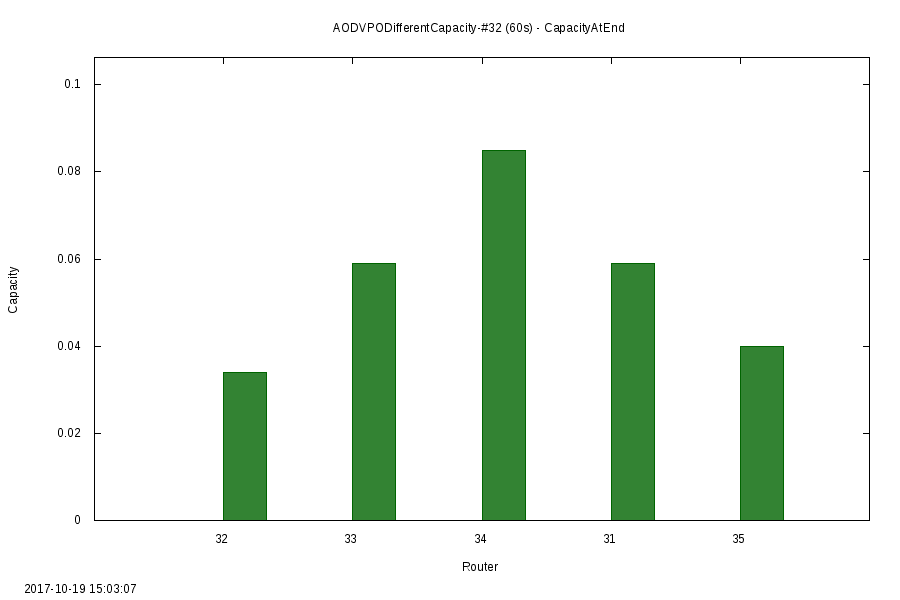 AODVPODifferentCapacity-#32 (60s) - CapacityAtEnd
0.1
0.08
0.06
0.04
0.02
0
Capacity
32 33 34 31 35
Router
2017-10-19 15:03:07